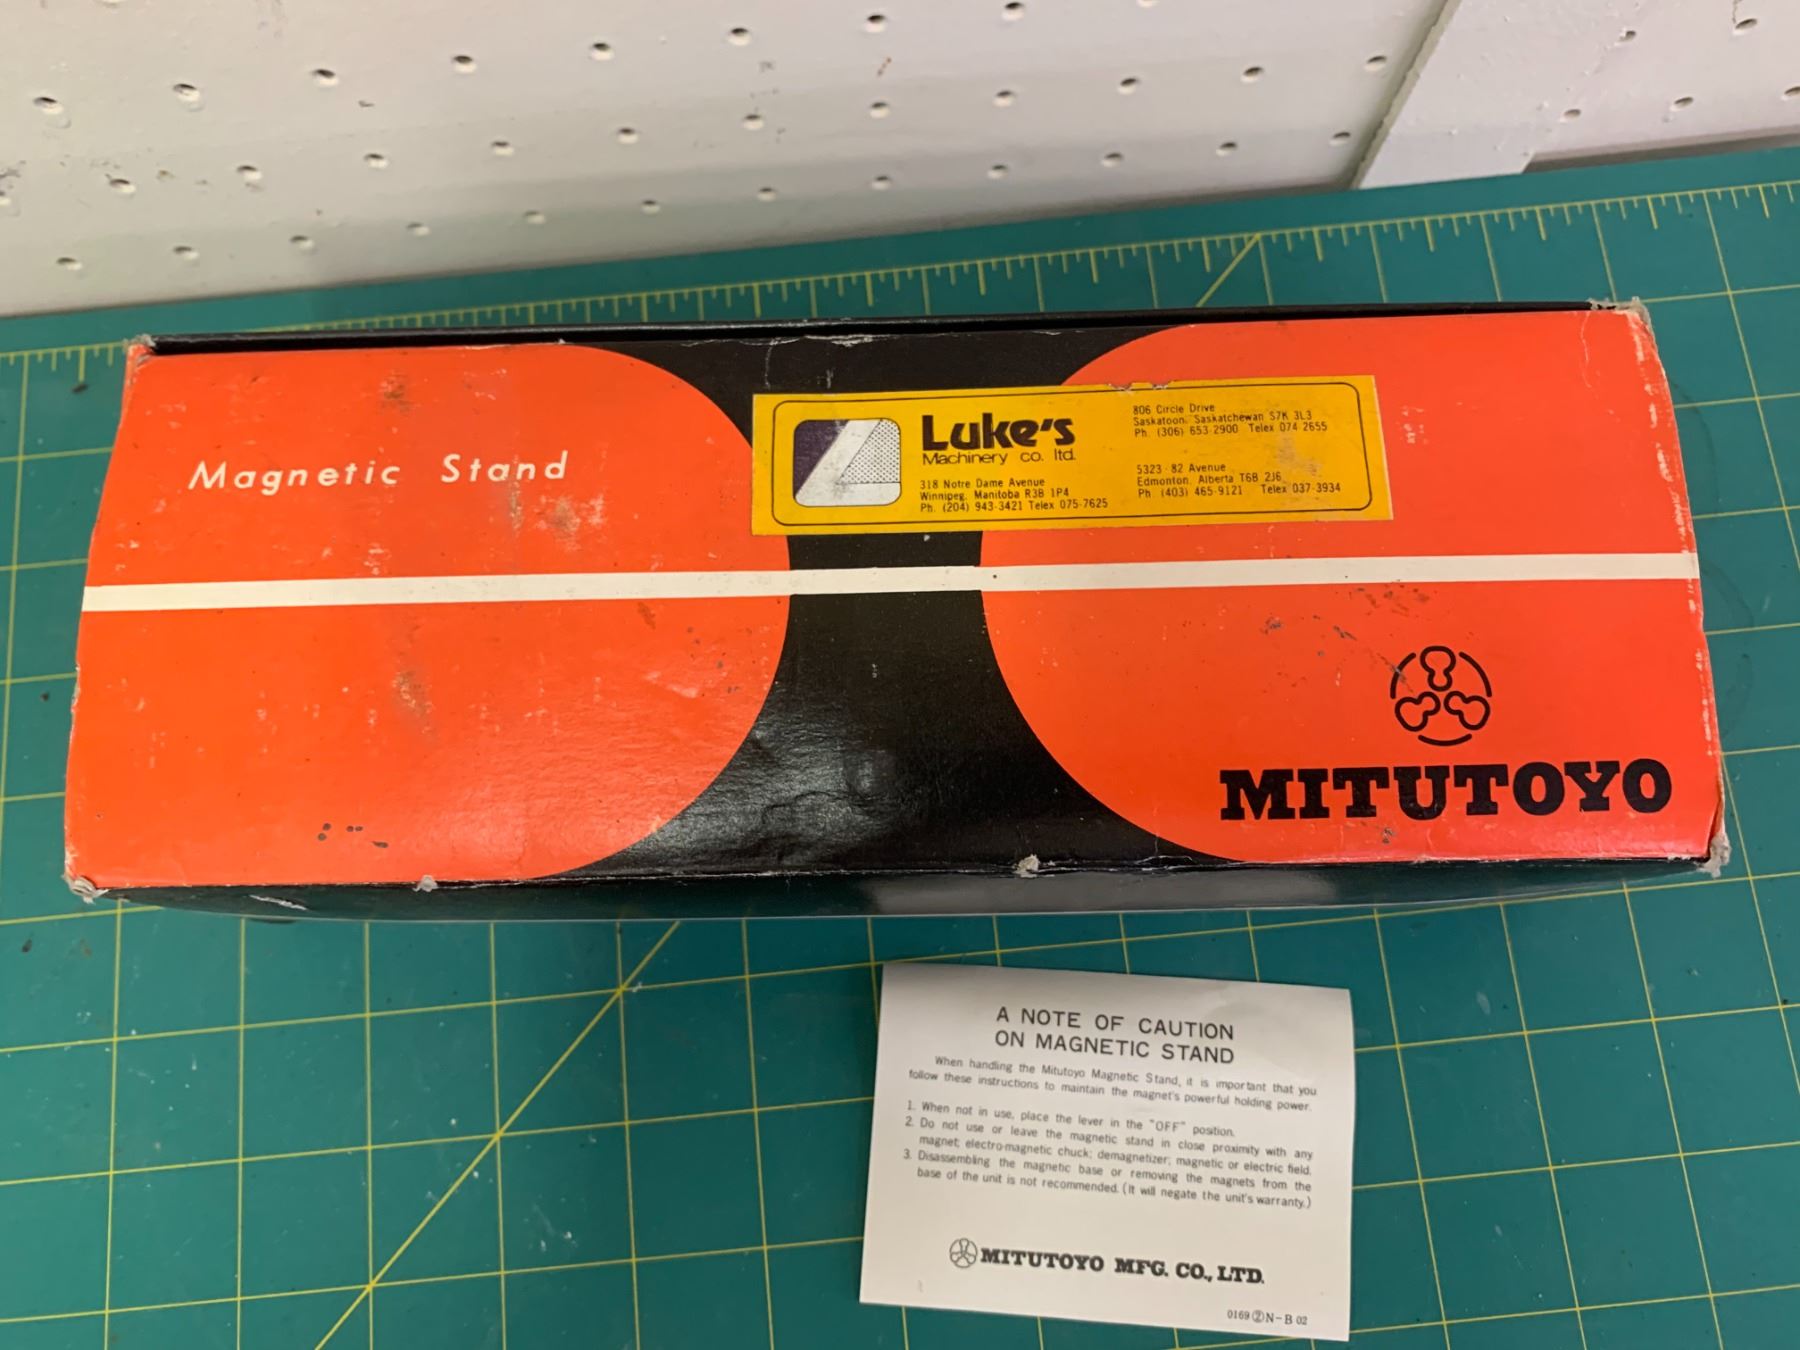 Magnetic Stand
Luke's
Machinery co. ltd.
318 Notre Dame Avenue
Winnipeg, Manitoba R3B 1P4
Ph. (204) 943-3421 Telex 075-7625
806 Circle Drive
Saskatoon, Saskatchewan S7K 3L3
Ph. (306) 653-2900 Telex 074 2655
5323 - 82 Avenue
Edmonton, Alberta T6B 2J6
Ph (403) 465-9121 Telex 037-3934
MITUTOYO
A NOTE OF CAUTION
ON MAGNETIC STAND
When handling the Mitutoyo Magnetic Stand, it is important that you
follow these instructions to maintain the magnet's powerful holding power.
1. When not in use, place the lever in the "OFF" position.
2. Do not use or leave the magnetic stand in close proximity with any
magnet; electro-magnetic chuck; demagnetizer; magnetic or electric field.
3. Disassembling the magnetic base or removing the magnets from the
base of the unit is not recommended. (It will negate the unit's warranty.)
MITUTOYO MFG. CO., LTD.
0169 ② N-B 02